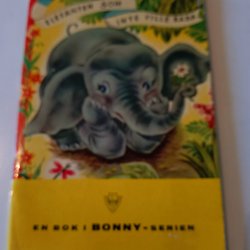 ELEFANTEN SOM
INTE VILLE BADA
EN BOK I BONNY-SERIEN